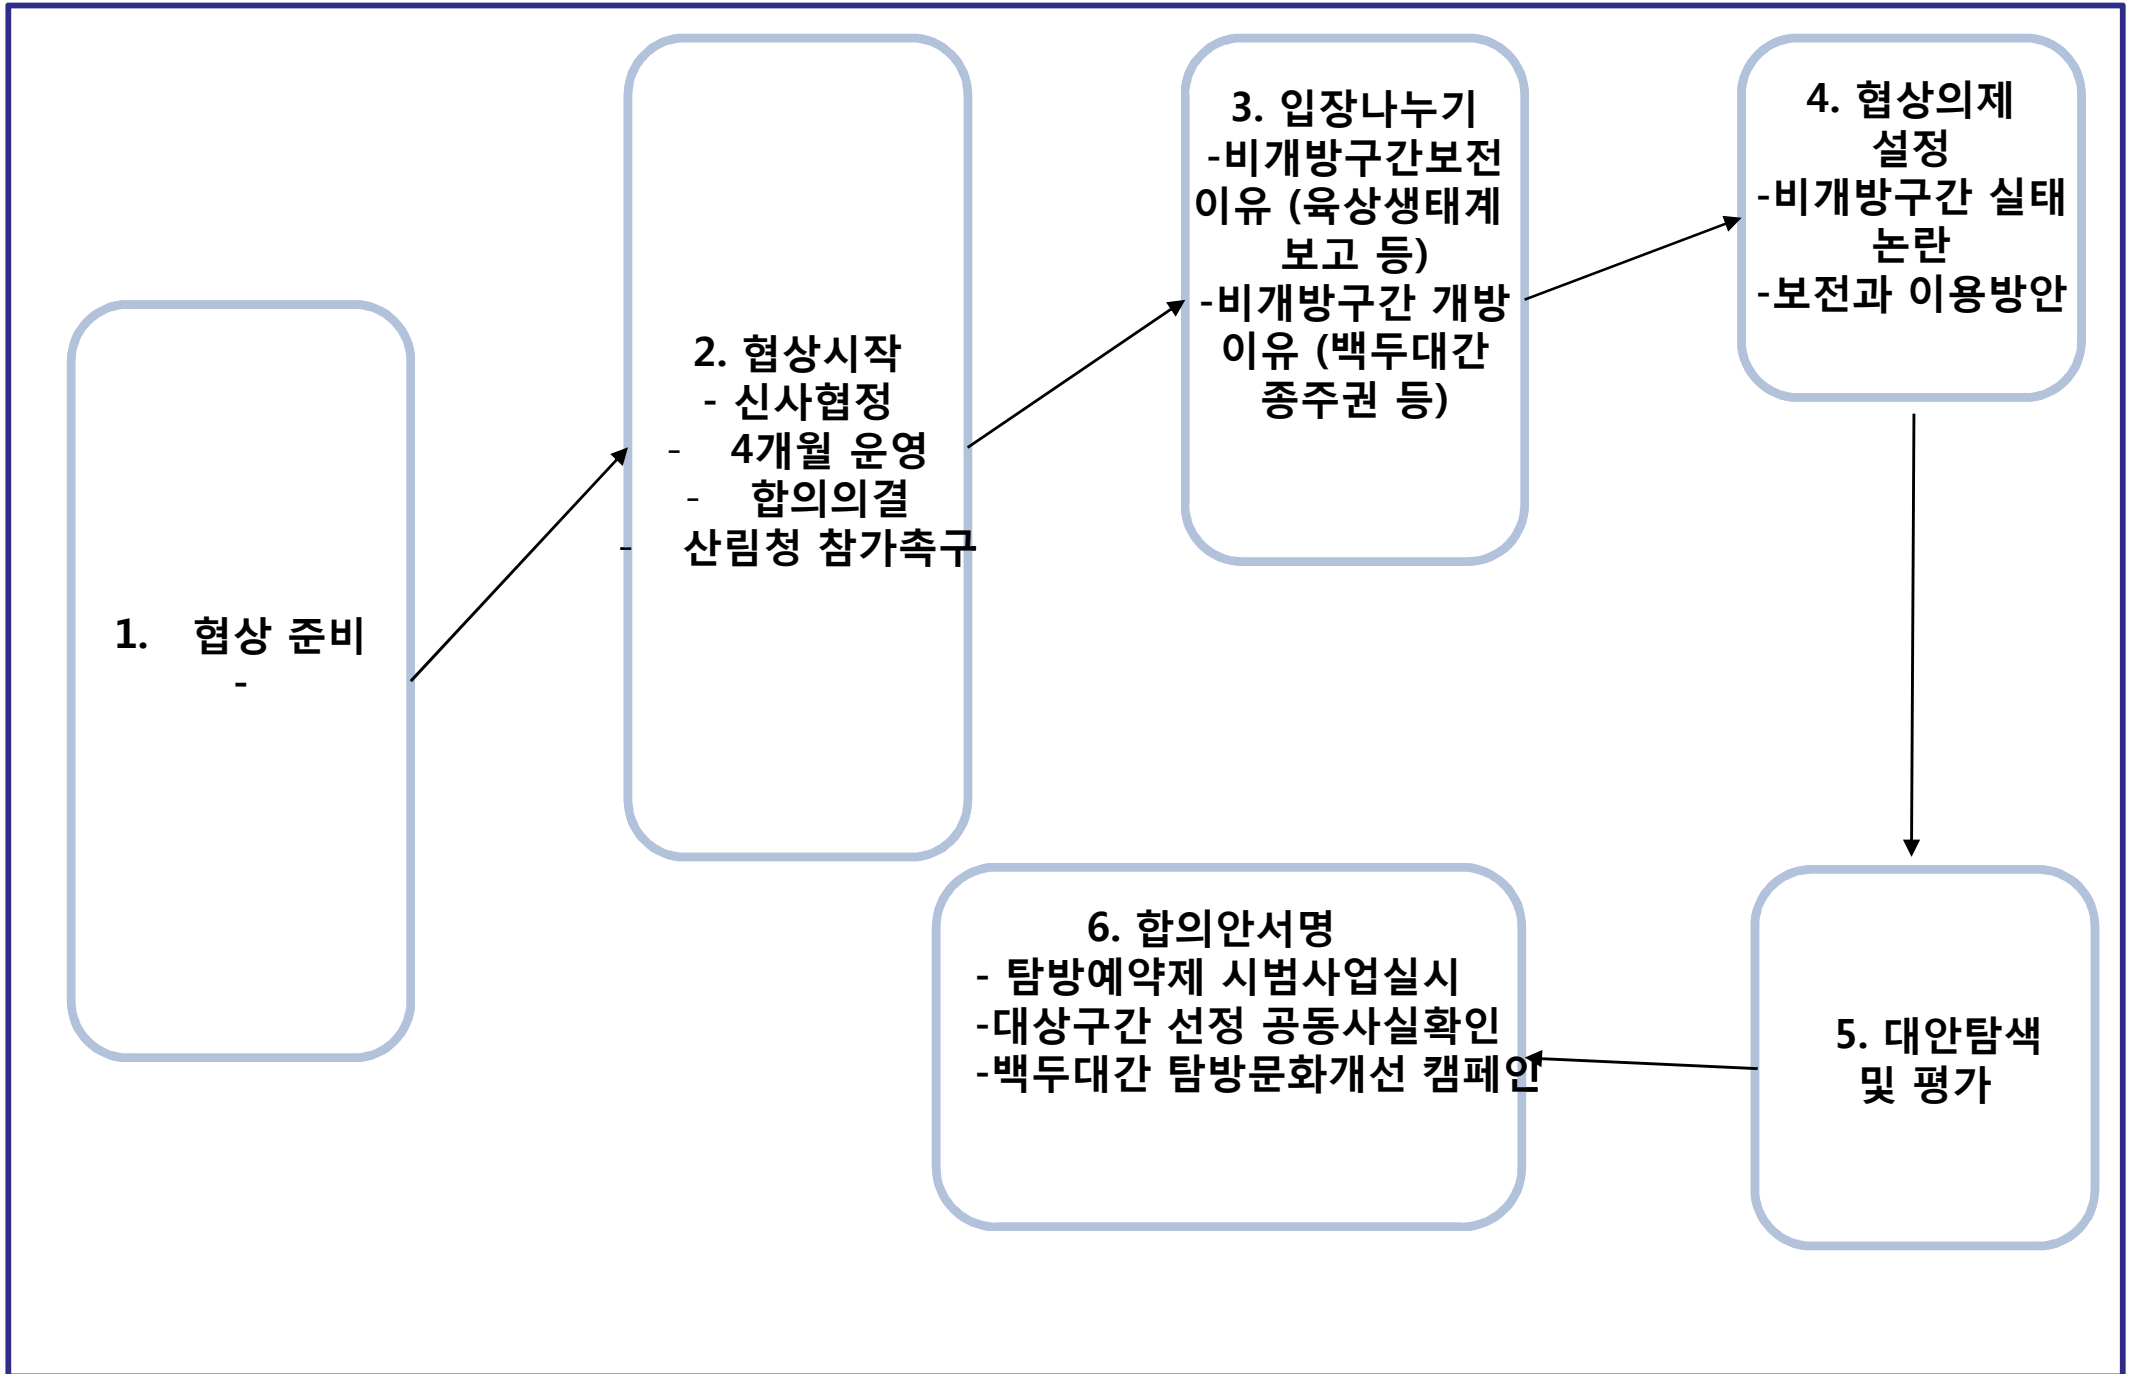 1. 협상 준비
-
2. 협상시작
- 신사협정
- 4개월 운영
- 합의의결
- 산림청 참가촉구
3. 입장나누기
-비개방구간보전
이유 (육상생태계
보고 등)
-비개방구간 개방
이유 (백두대간
종주권 등)
4. 협상의제
설정
-비개방구간 실태
논란
-보전과 이용방안
5. 대안탐색
및 평가
6. 합의안서명
- 탐방예약제 시범사업실시
-대상구간 선정 공동사실확인
-백두대간 탐방문화개선 캠페인